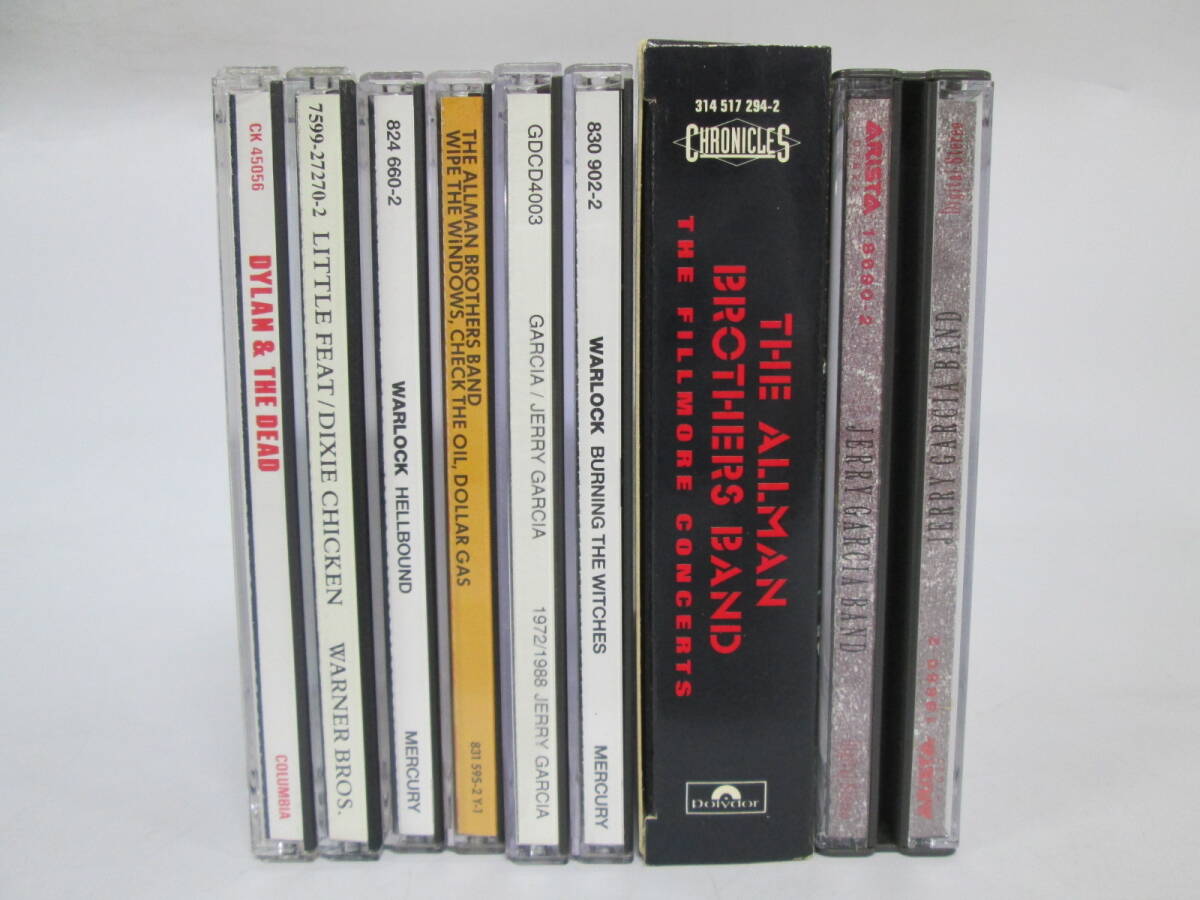 CK 45056 DYLAN & THE DEAD COLUMBIA
7599-27270-2 LITTLE FEAT/DIXIE CHICKEN WARNER BROS.
824 660-2 WARLOCK HELLBOUND MERCURY
THE ALLMAN BROTHERS BAND
WIPE THE WINDOWS, CHECK THE OIL, DOLLAR GAS 831 595-2 Y-1
GDCD4003 GARCIA / JERRY GARCIA 1972/1988 JERRY GARCIA
830 902-2 WARLOCK BURNING THE WITCHES MERCURY
314 517 294-2
CHRONICLES
THE ALLMAN
BROTHERS BAND
THE FILLMORE CONCERTS
polydor
ARISTA 18690-2 JERRY GARCIA BAND
JERRY GARCIA BAND ARISTA 18690-2